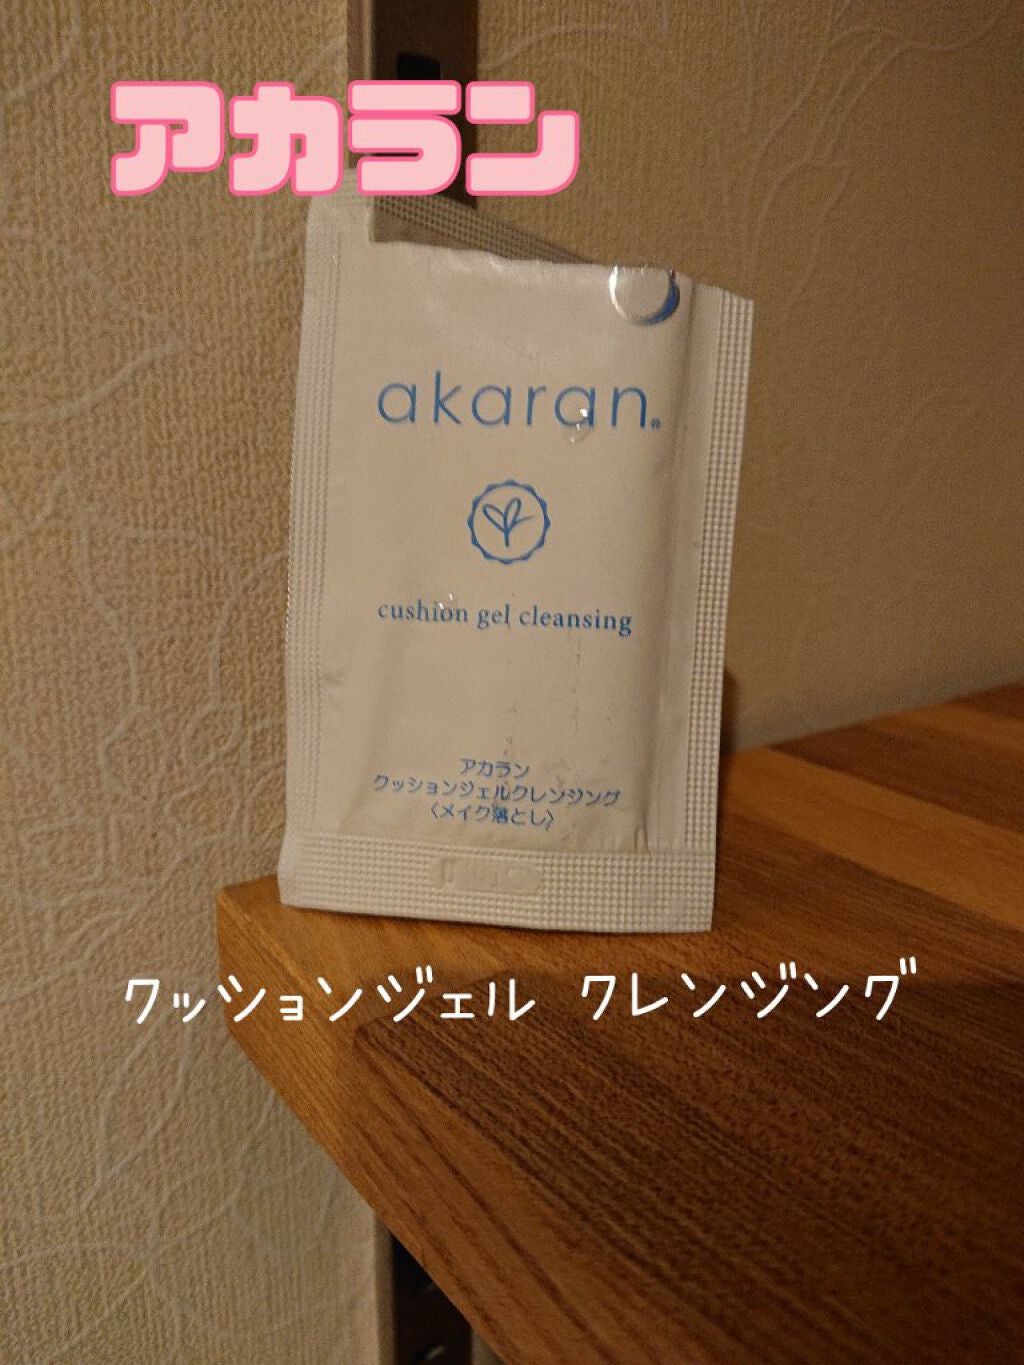 アカラン
akaran®
cushion gel cleansing
アカラン
クッションジェルクレンジング
〈メイク落とし〉
クッションジェル クレンジング